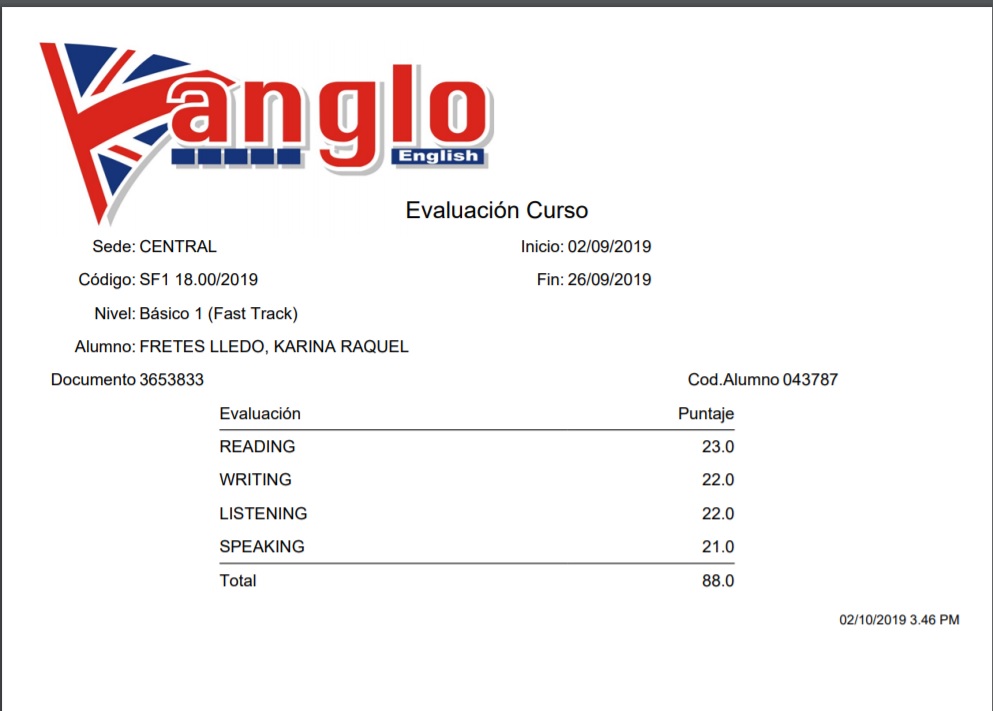 anglo
English
Evaluación Curso
Sede: CENTRAL Inicio: 02/09/2019
Código: SF1 18.00/2019 Fin: 26/09/2019
Nivel: Básico 1 (Fast Track)
Alumno: FRETES LLEDO, KARINA RAQUEL
Documento 3653833 Cod.Alumno 043787
Evaluación Puntaje
READING 23.0
WRITING 22.0
LISTENING 22.0
SPEAKING 21.0
Total 88.0
02/10/2019 3.46 PM